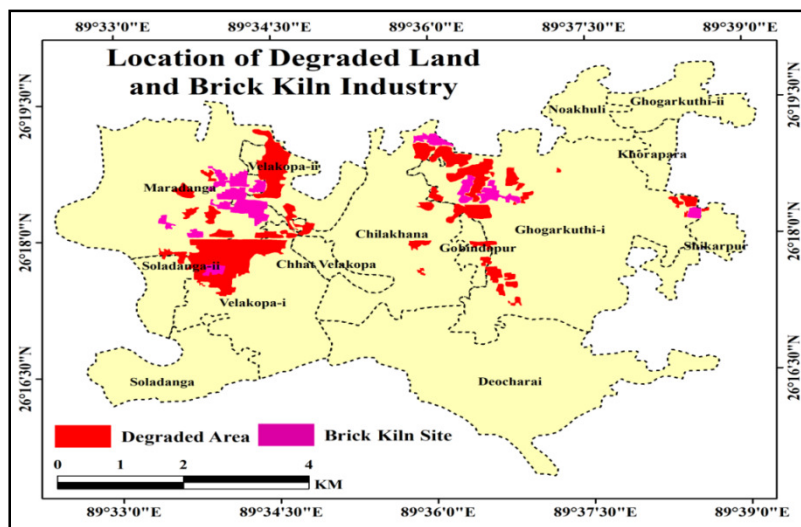 89°33'0"E 89°34'30"E 89°36'0"E 89°37'30"E 89°39'0"E
Location of Degraded Land
and Brick Kiln Industry
26°19'30"N
26°19'30"N
Noakhuli
Ghogarkuthi-ii
Khorapara
Velakopa-ii
Maradanga
26°18'0"N
26°18'0"N
Chilakhana
Ghogarkuthi-i
Gobindapur
Shikarpur
Soladanga-ii
Chhat Velakopa
Velakopa-i
26°16'30"N
26°16'30"N
Soladanga
Deocharai
Degraded Area
Brick Kiln Site
0 1 2 4
KM
89°33'0"E 89°34'30"E 89°36'0"E 89°37'30"E 89°39'0"E